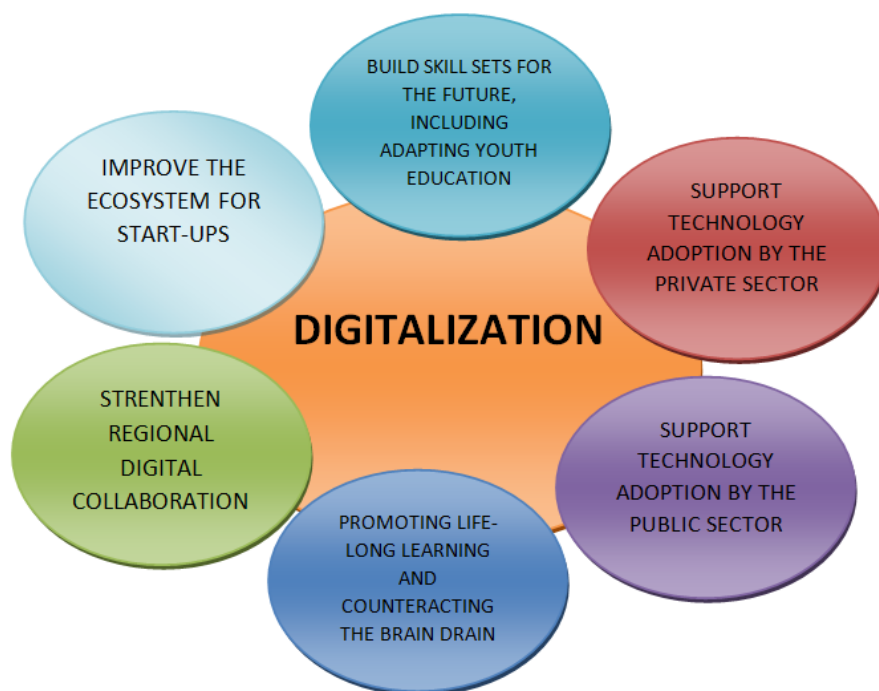 BUILD SKILL SETS FOR
THE FUTURE,
INCLUDING
ADAPTING YOUTH
EDUCATION
IMPROVE THE
ECOSYSTEM FOR
START-UPS
SUPPORT
TECHNOLOGY
ADOPTION BY THE
PRIVATE SECTOR
DIGITALIZATION
STRENTHEN
REGIONAL
DIGITAL
COLLABORATION
SUPPORT
TECHNOLOGY
ADOPTION BY THE
PUBLIC SECTOR
PROMOTING LIFE-
LONG LEARNING
AND
COUNTERACTING
THE BRAIN DRAIN